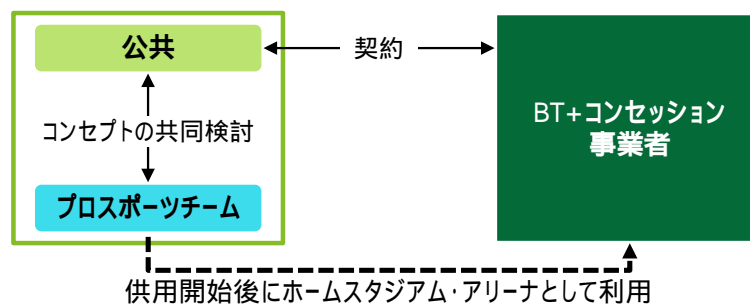 公共
契約
コンセプトの共同検討
プロスポーツチーム
BT+コンセッション
事業者
供用開始後にホームスタジアム・アリーナとして利用